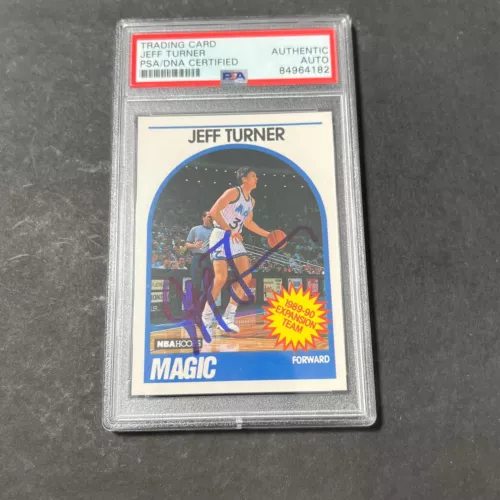 TRADING CARD
JEFF TURNER
PSA/DNA CERTIFIED
AUTHENTIC
AUTO
84964182
PSA
JEFF TURNER
1989-90
EXPANSION
TEAM
NBA HOOPS
FORWARD
MAGIC